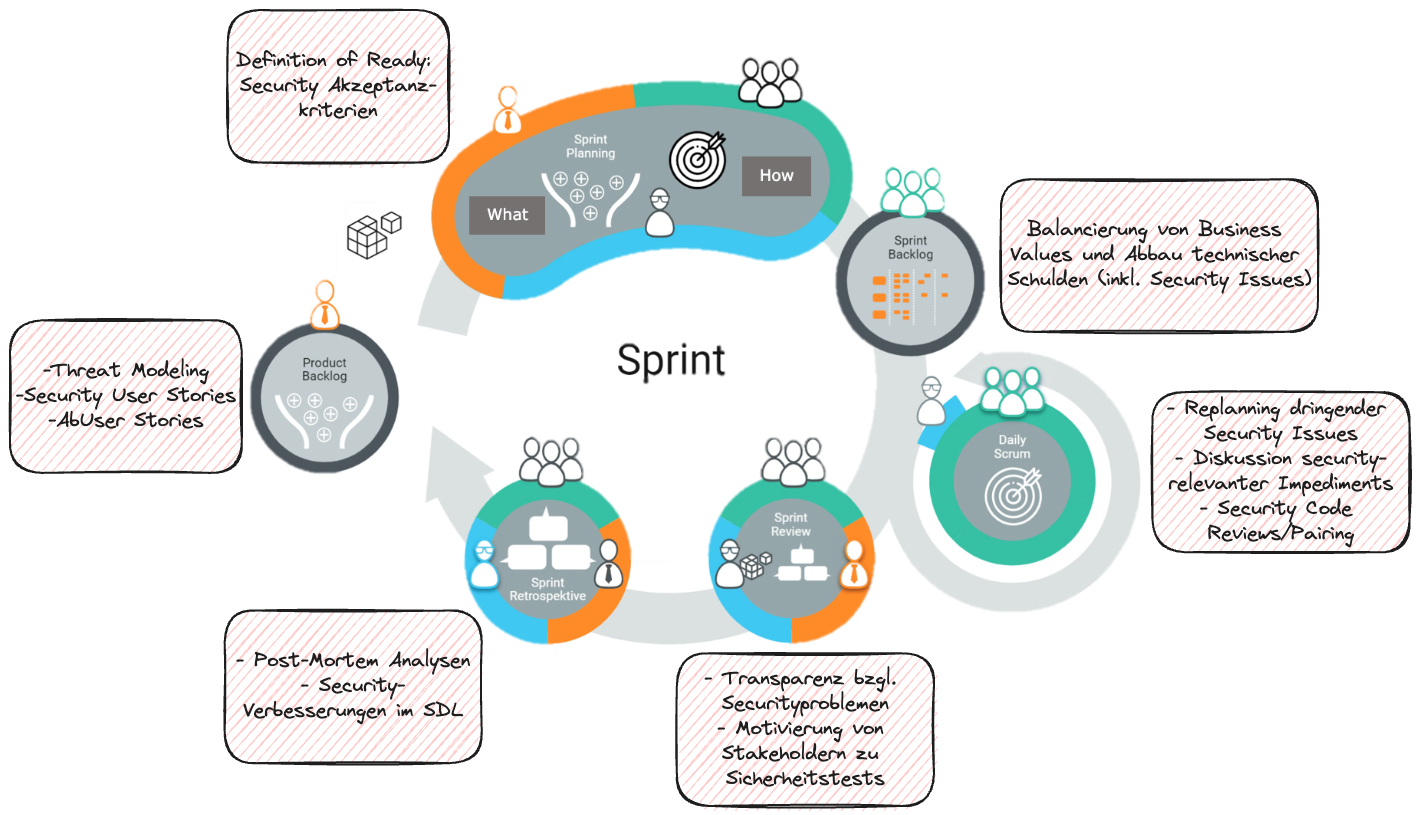 Definition of Ready:
Security Akzeptanz-
kriterien
Sprint
Planning
What
How
Sprint
Backlog
Balancierung von Business
Values und Abbau technischer
Schulden (inkl. Security Issues)
Product
Backlog
-Threat Modeling
-Security User Stories
-AbUser Stories
Sprint
Daily
Scrum
- Replanning dringender
Security Issues
- Diskussion security-
relevanter Impediments
- Security Code
Reviews/Pairing
Sprint
Review
- Transparenz bzgl.
Securityproblemen
- Motivierung von
Stakeholdern zu
Sicherheitstests
Sprint
Retrospektive
- Post-Mortem Analysen
- Security-
Verbesserungen im SDL